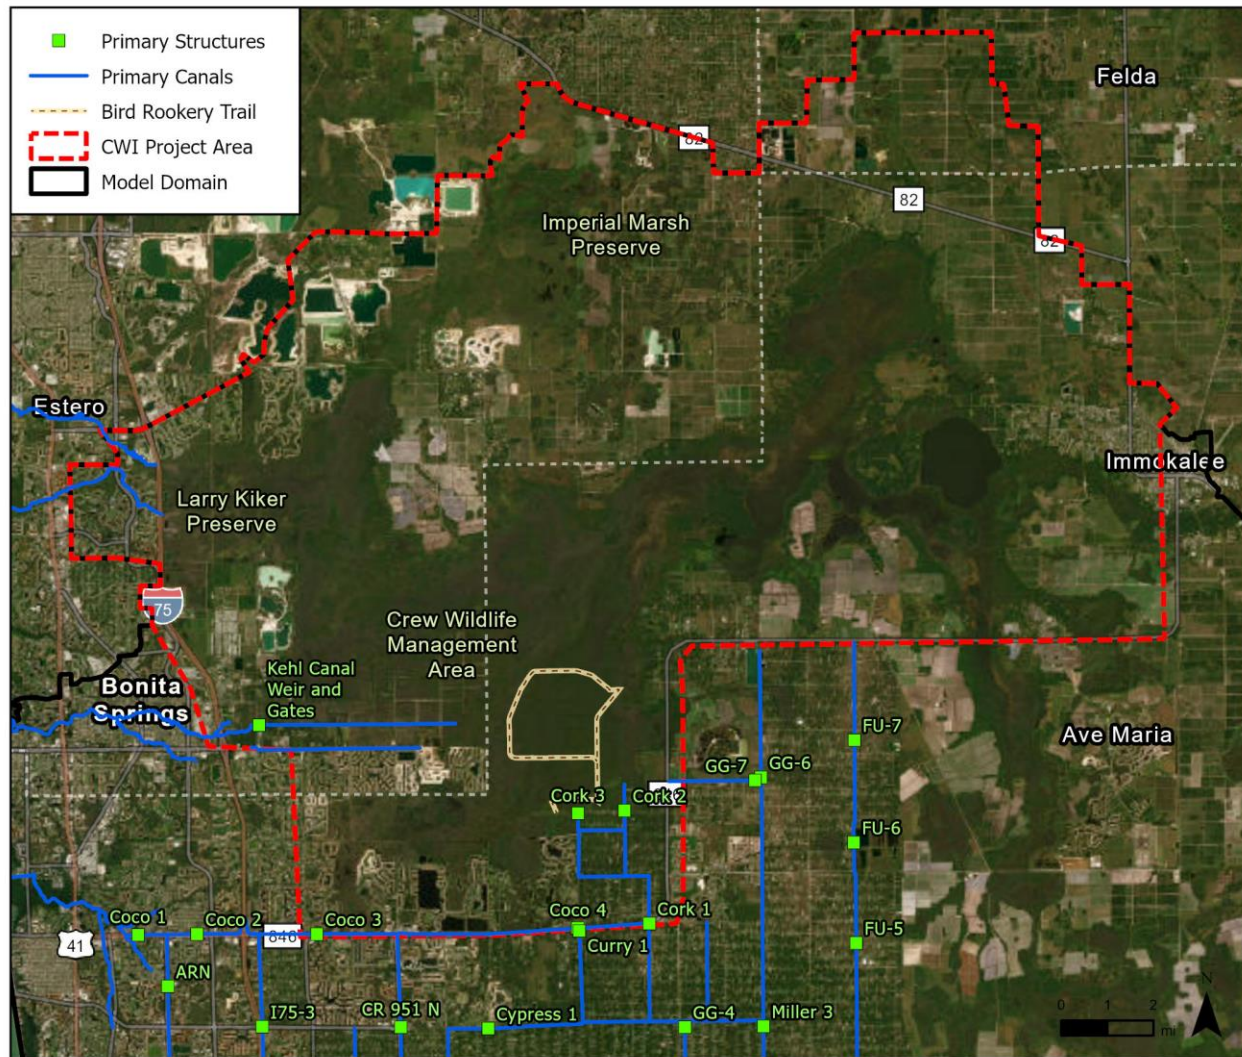 Primary Structures
Primary Canals
Bird Rookery Trail
CWI Project Area
Model Domain
Felda
82
82
82
Imperial Marsh
Preserve
Estero
Immokalee
Larry Kiker
Preserve
75
Crew Wildlife
Management
Area
Kehl Canal
Weir and
Gates
Bonita
Springs
FU-7
Ave Maria
GG-7
GG-6
Cork 3
Cork 2
FU-6
Coco 1
Coco 2
846
Coco 3
Coco 4
Cork 1
41
Curry 1
FU-5
ARN
I75-3
CR 951 N
Cypress 1
GG-4
Miller 3
N
0 1 2
mi